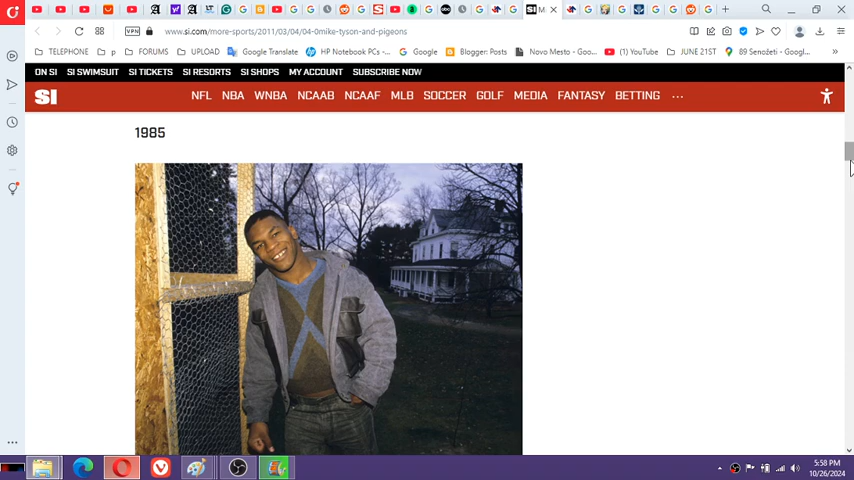 VPN
www.si.com/more-sports/2011/03/04/04-0mike-tyson-and-pigeons
TELEPHONE p FORUMS UPLOAD Google Translate HP Notebook PCs-... Google Blogger: Posts Novo Mesto - Goo... (1) YouTube JUNE 21ST 89 Senožeti - Googl... »
ON SI SI SWIMSUIT SI TICKETS SI RESORTS SI SHOPS MY ACCOUNT SUBSCRIBE NOW
SI NFL NBA WNBA NCAAB NCAAF MLB SOCCER GOLF MEDIA FANTASY BETTING ...
1985
5:58 PM
10/26/2024